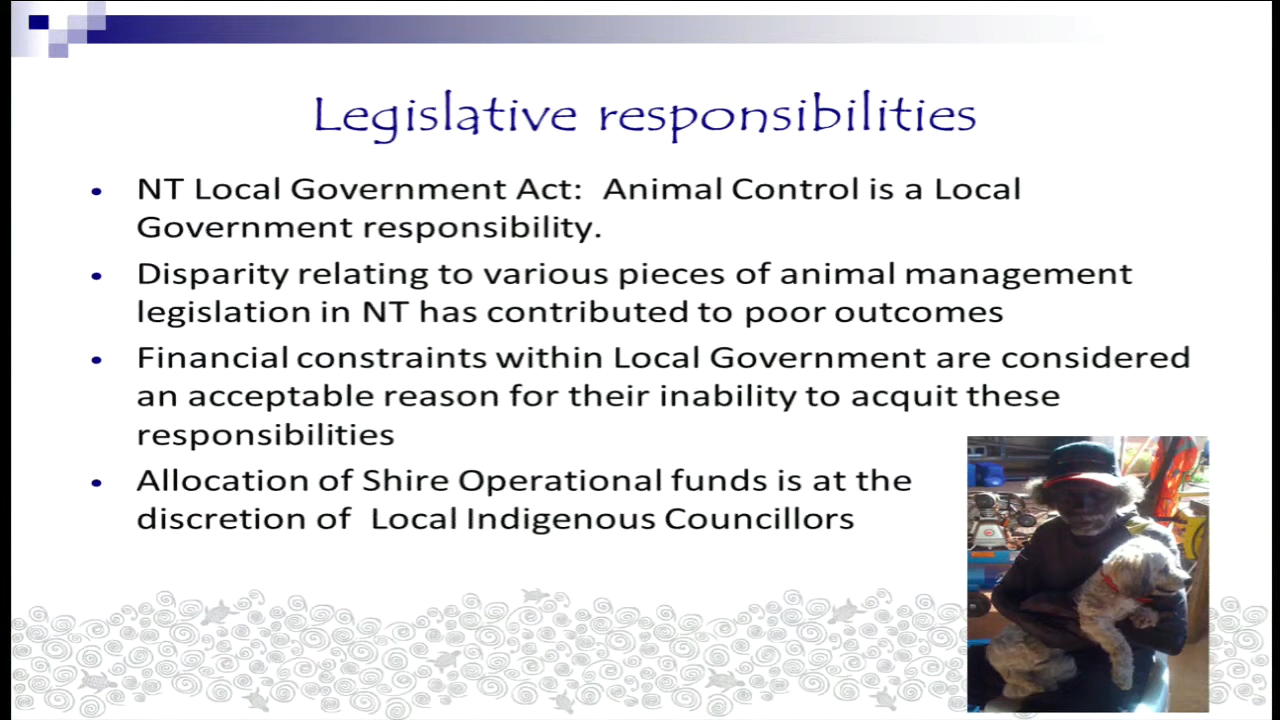 Legislative responsibilities
• NT Local Government Act: Animal Control is a Local
Government responsibility.
• Disparity relating to various pieces of animal management
legislation in NT has contributed to poor outcomes
• Financial constraints within Local Government are considered
an acceptable reason for their inability to acquit these
responsibilities
• Allocation of Shire Operational funds is at the
discretion of Local Indigenous Councillors